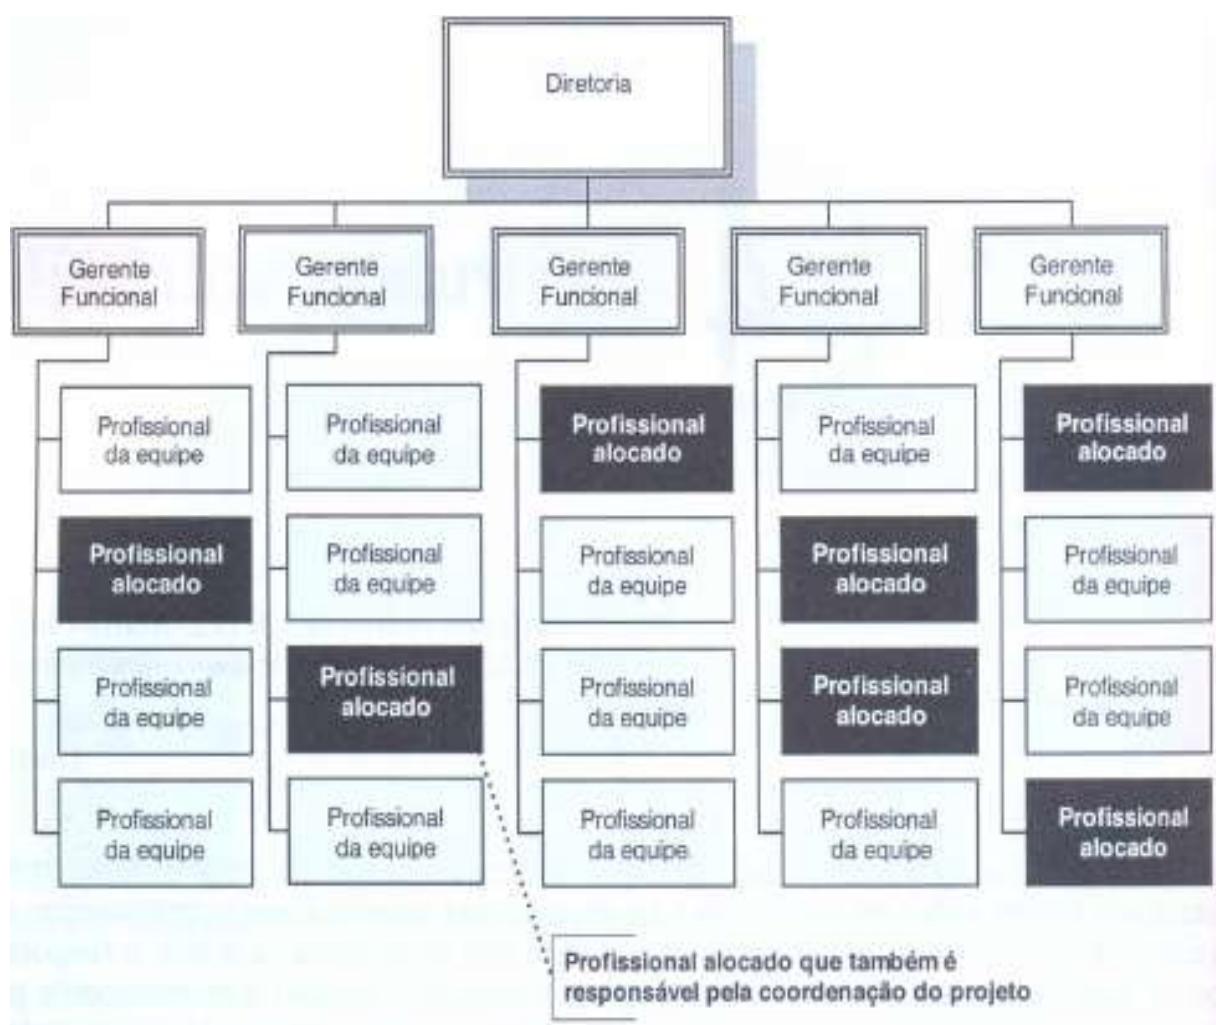 Diretoria
Gerente
Funcional
Gerente
Funcional
Gerente
Funcional
Gerente
Funcional
Gerente
Funcional
Profissional
da equipe
Profissional
da equipe
Profissional
alocado
Profissional
da equipe
Profissional
alocado
Profissional
alocado
Profissional
da equipe
Profissional
da equipe
Profissional
alocado
Profissional
da equipe
Profissional
da equipe
Profissional
alocado
Profissional
da equipe
Profissional
alocado
Profissional
da equipe
Profissional
da equipe
Profissional
da equipe
Profissional
da equipe
Profissional
da equipe
Profissional
alocado
Profissional alocado que também é
responsável pela coordenação do projeto